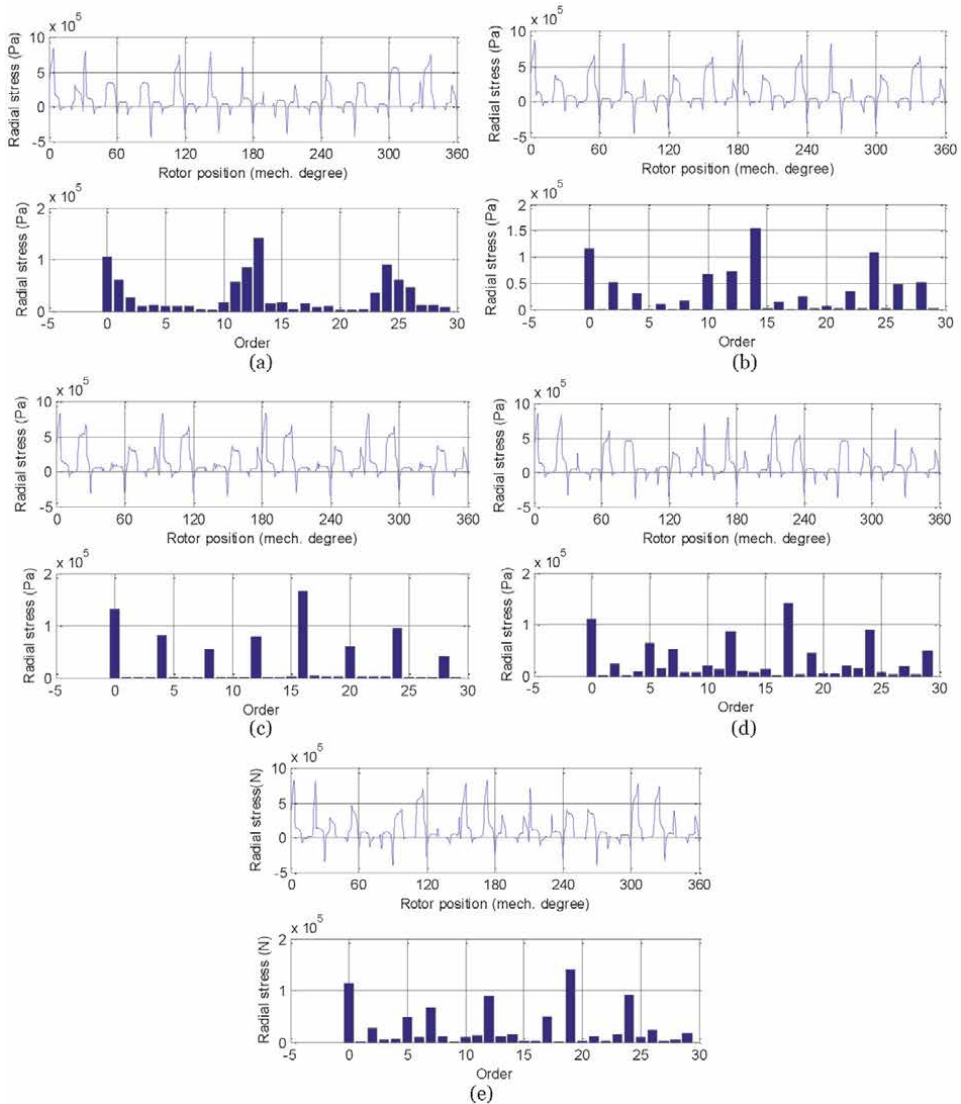 x 10^5
10
5
0
-5
Radial stress (Pa)
0 60 120 180 240 300 360
Rotor position (mech. degree)
x 10^5
2
1
0
Radial stress (Pa)
-5 0 5 10 15 20 25 30
Order
(a)
x 10^5
10
5
0
-5
Radial stress (Pa)
0 60 120 180 240 300 360
Rotor position (mech. degree)
x 10^5
2
1.5
1
0.5
0
Radial stress (Pa)
-5 0 5 10 15 20 25 30
Order
(b)
x 10^5
10
5
0
-5
Radial stress (Pa)
0 60 120 180 240 300 360
Rotor position (mech. degree)
x 10^5
2
1
0
Radial stress (Pa)
-5 0 5 10 15 20 25 30
Order
(c)
x 10^5
10
5
0
-5
Radial stress (Pa)
0 60 120 180 240 300 360
Rotor position (mech. degree)
x 10^5
2
1
0
Radial stress (Pa)
-5 0 5 10 15 20 25 30
Order
(d)
x 10^5
10
5
0
-5
Radial stress(N)
0 60 120 180 240 300 360
Rotor position (mech. degree)
x 10^5
2
1
0
Radial stress (N)
-5 0 5 10 15 20 25 30
Order
(e)